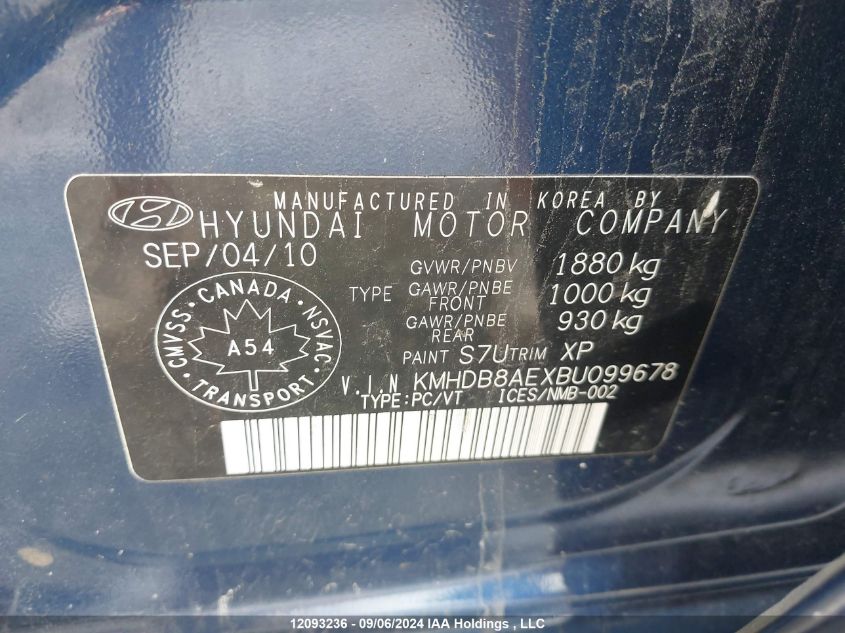 MANUFACTURED IN KOREA BY
HYUNDAI MOTOR COMPANY
SEP/04/10
GVWR/PNBV 1880 kg
TYPE GAWR/PNBE FRONT 1000 kg
GAWR/PNBE REAR 930 kg
PAINT S7U TRIM XP
V.I.N KMHDB8AEXBU099678
TYPE:PC/VT ICES/NMB-002
CMVSS · CANADA · NSVAC
A54
· TRANSPORT ·
12093236 - 09/06/2024 IAA Holdings , LLC